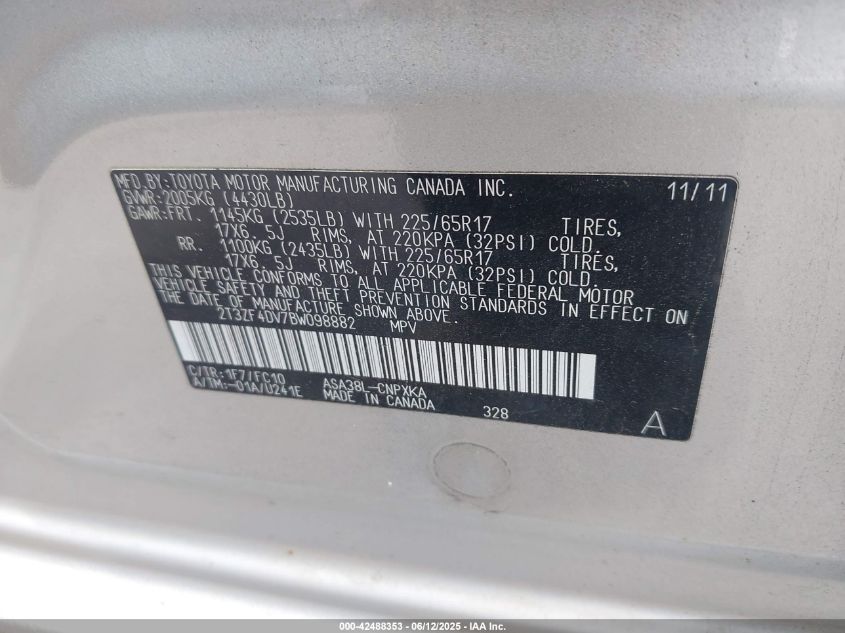 MFD.BY:TOYOTA MOTOR MANUFACTURING CANADA INC. 11/11
GVWR:2005KG (4430LB)
GAWR:FRT. 1145KG (2535LB) WITH 225/65R17 TIRES,
17X6.5J RIMS, AT 220KPA (32PSI) COLD.
RR. 1100KG (2435LB) WITH 225/65R17 TIRES,
17X6.5J RIMS, AT 220KPA (32PSI) COLD.
THIS VEHICLE CONFORMS TO ALL APPLICABLE FEDERAL MOTOR
VEHICLE SAFETY AND THEFT PREVENTION STANDARDS IN EFFECT ON
THE DATE OF MANUFACTURE SHOWN ABOVE.
2T3ZF4DV7BW098882 MPV
C/TR:1F7/FC10 ASA38L-CNPXKA
A/TM:-01A/U241E MADE IN CANADA 328 A
000-42488353 - 06/12/2025 - IAA Inc.